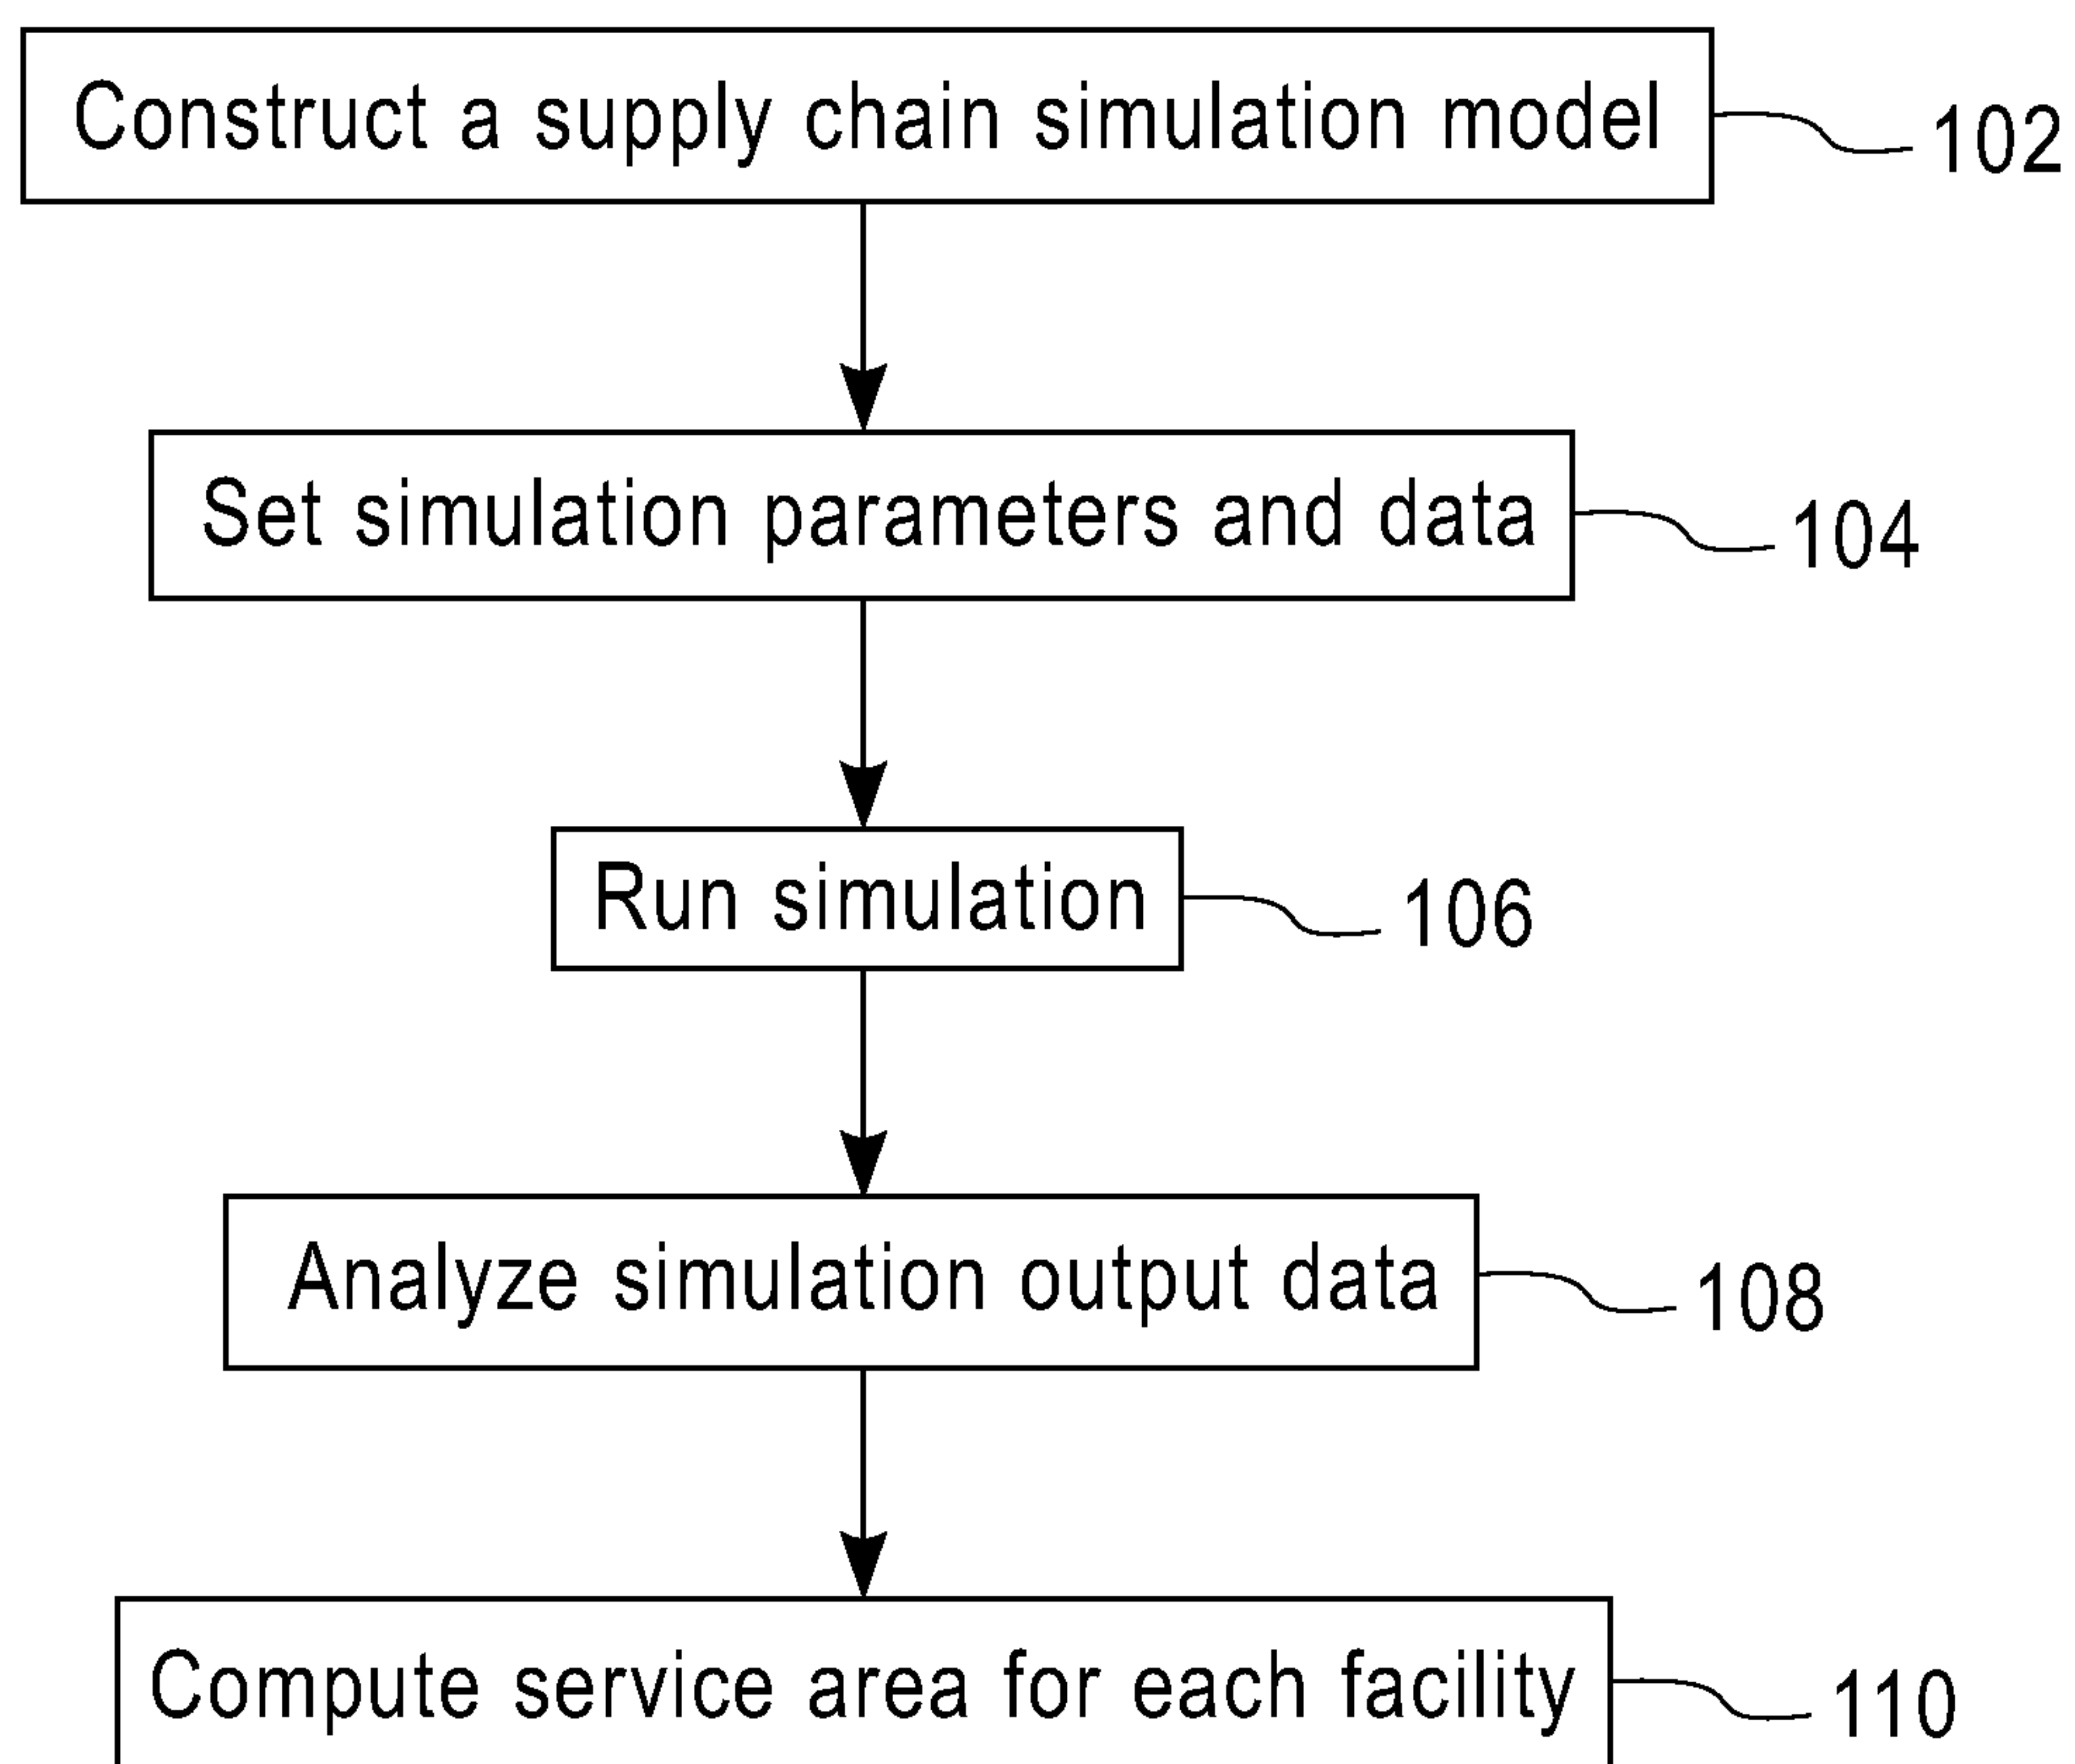 Construct a supply chain simulation model
102
Set simulation parameters and data
104
Run simulation
106
Analyze simulation output data
108
Compute service area for each facility
110